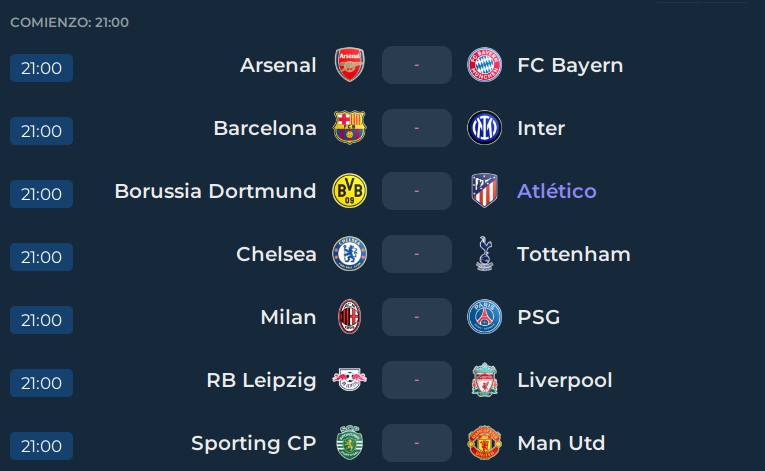 COMIENZO: 21:00
21:00 Arsenal - FC Bayern
21:00 Barcelona - Inter
21:00 Borussia Dortmund - Atlético
21:00 Chelsea - Tottenham
21:00 Milan - PSG
21:00 RB Leipzig - Liverpool
21:00 Sporting CP - Man Utd